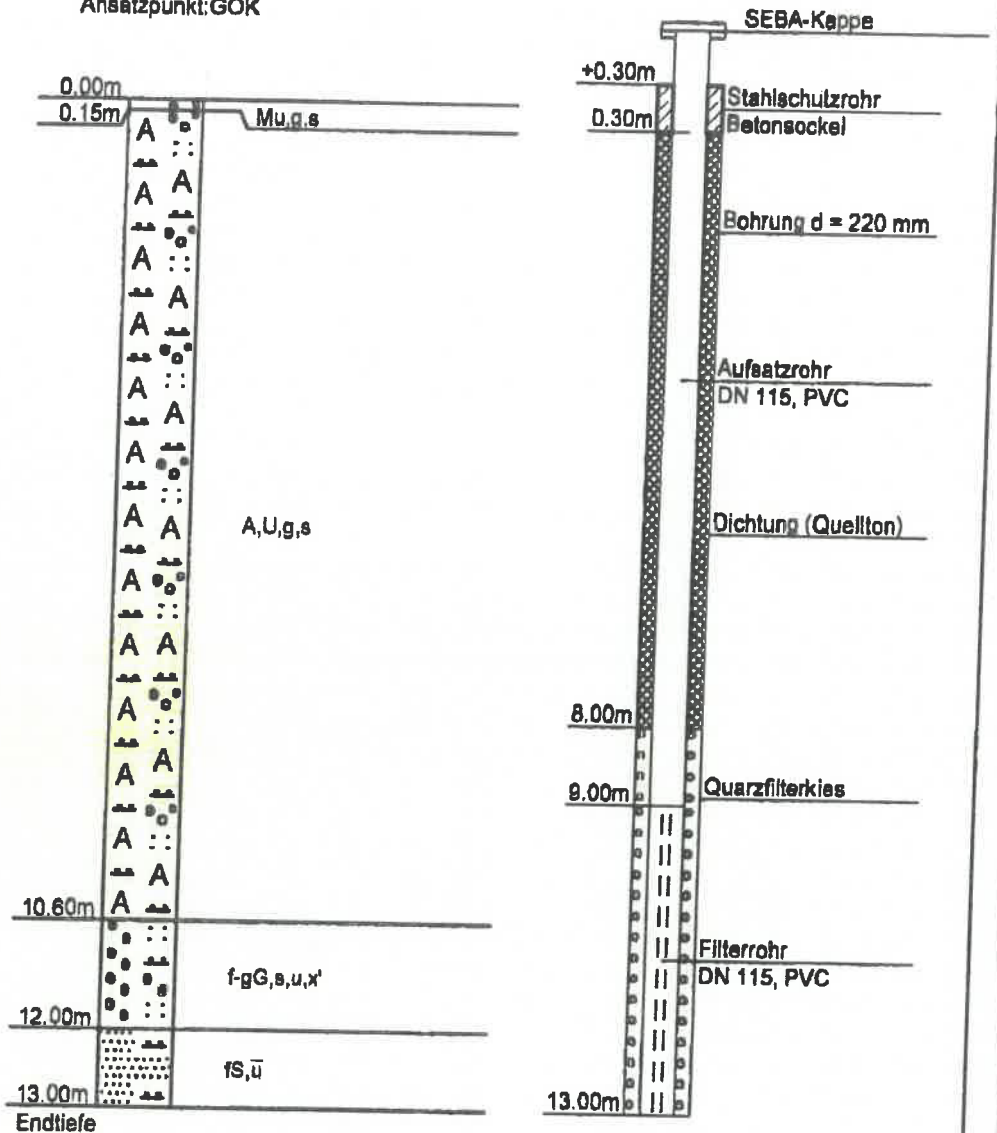 Ansatzpunkt:GOK
0.00m
0.15m
Mu,g,s
A,U,g,s
10.60m
f-gG,s,u,x'
12.00m
fS,ū
13.00m
Endtiefe
SEBA-Kappe
+0.30m
Stahlschutzrohr
0.30m
Betonsockel
Bohrung d = 220 mm
Aufsatzrohr
DN 115, PVC
Dichtung (Quellton)
8.00m
9.00m
Quarzfilterkies
Filterrohr
DN 115, PVC
13.00m